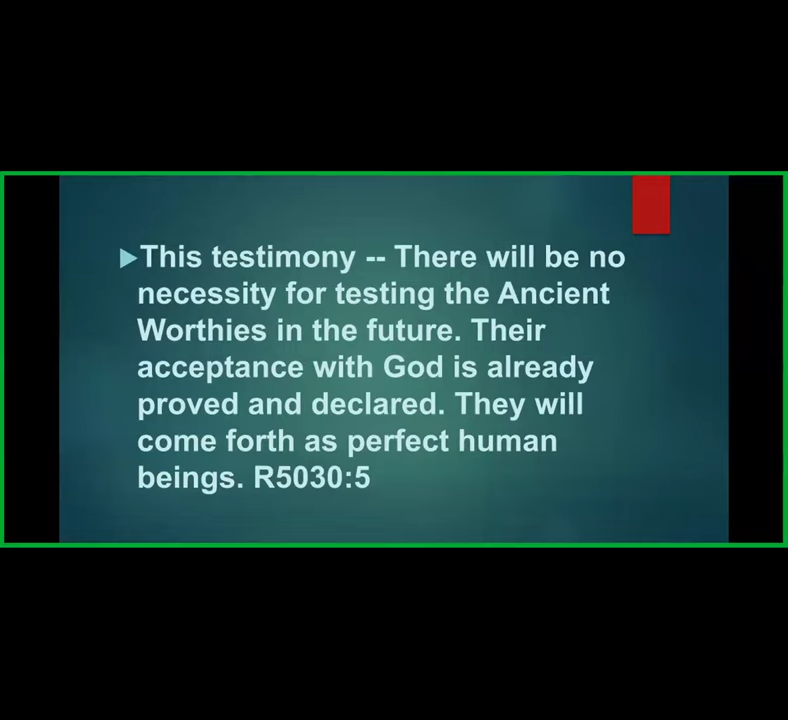 This testimony -- There will be no
necessity for testing the Ancient
Worthies in the future. Their
acceptance with God is already
proved and declared. They will
come forth as perfect human
beings. R5030:5